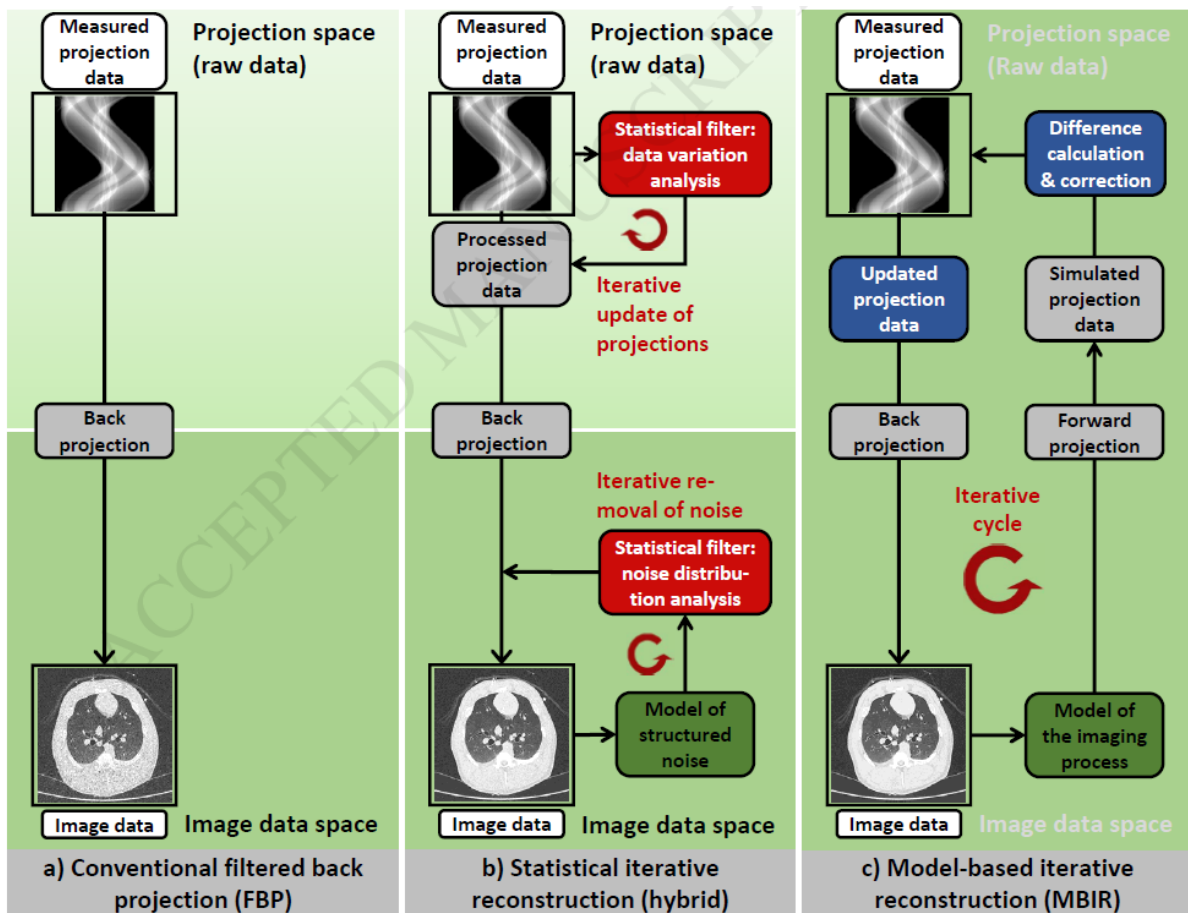 Measured
projection
data
Projection space
(raw data)
Back
projection
Image data
Image data space
a) Conventional filtered back
projection (FBP)
Measured
projection
data
Projection space
(raw data)
Statistical filter:
data variation
analysis
Processed
projection
data
Iterative
update of
projections
Back
projection
Iterative re-
moval of noise
Statistical filter:
noise distribu-
tion analysis
Model of
structured
noise
Image data
Image data space
b) Statistical iterative
reconstruction (hybrid)
Measured
projection
data
Projection space
(Raw data)
Difference
calculation
& correction
Updated
projection
data
Simulated
projection
data
Back
projection
Forward
projection
Iterative
cycle
Model of
the imaging
process
Image data
Image data space
c) Model-based iterative
reconstruction (MBIR)
ACCEPTED MANUSCRIPT